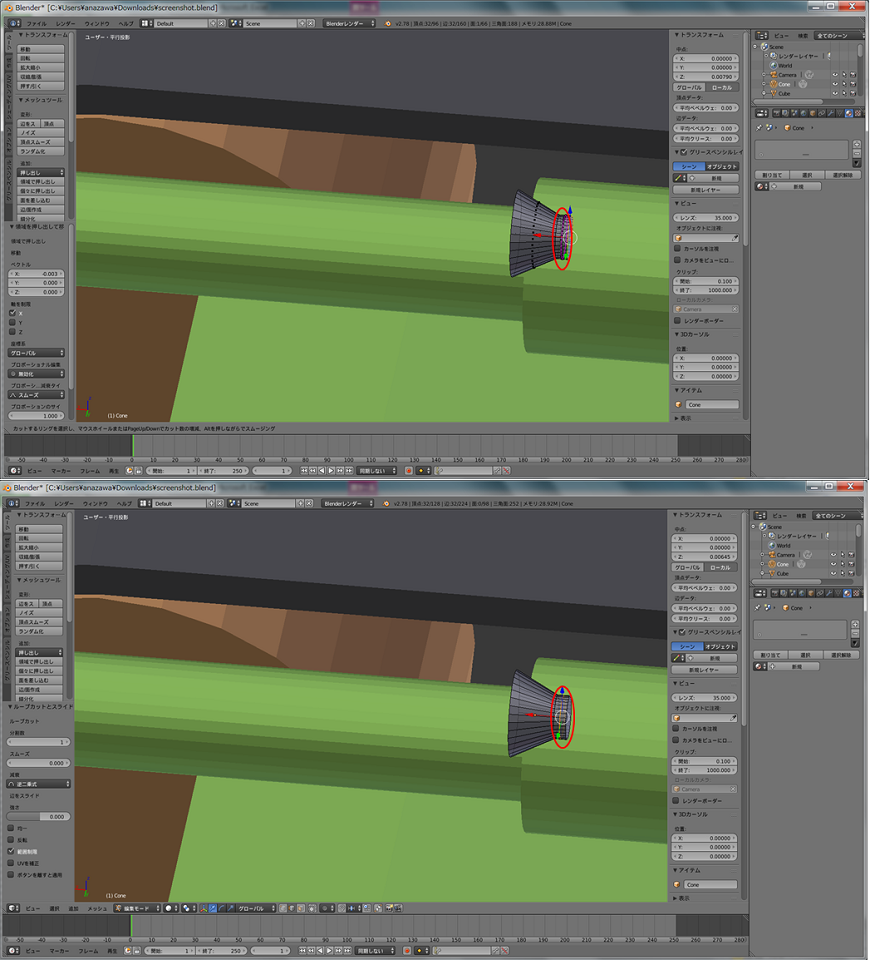 Blender* [C:¥Users¥anazawa¥Downloads¥screenshot.blend]
ファイル レンダー ウィンドウ ヘルプ Default Scene Blenderレンダー v2.78 | 頂点:32/96 | 辺:32/160 | 面:1/66 | 三角面:188 | メモリ:28.88M | Cone
▼トランスフォーム
移動
回転
拡大縮小
収縮/膨張
押す/引く
▼メッシュツール
変形:
辺をス 頂点
ノイズ
頂点スムーズ
ランダム化
追加:
押し出し
領域で押し出し
個々に押し出し
面を差し込む
辺/面作成
細分化
▼領域を押し出して移
領域で押し出し
移動
ベクトル
X: -0.003
Y: 0.000
Z: 0.000
軸を制限
X
Y
Z
座標系
グローバル
プロポーショナル編集
無効化
スムーズ
プロポーションのサイ
1.000
ユーザー・平行投影
(1) Cone
▼トランスフォーム
中点:
X: 0.00000
Y: 0.00000
Z: 0.00790
グローバル ローカル
頂点データ:
平均ベベルウェ: 0.00
辺データ:
平均ベベルウェ: 0.00
平均クリース: 0.00
▼グリースペンシルレイ
シーン オブジェクト
新規
新規レイヤー
▼ビュー
レンズ: 35.000
オブジェクトに注視:
カーソルを注視
カメラをビューにロ...
クリップ:
開始: 0.100
終了: 1000.000
ローカルカメラ:
Camera
レンダーボーダー
▼3Dカーソル
位置:
X: 0.00000
Y: 0.00000
Z: 0.00000
▼アイテム
Cone
▶表示
ビュー 検索 全てのシーン
Scene
レンダーレイヤー
World
Camera
Cone
Cube
Cone
割り当て 選択 選択解除
新規
カットするリングを選択し、マウスホイールまたはPageUp/Downでカット数の増減、Altを押しながらでスムージング
-50 -40 -30 -20 -10 0 10 20 30 40 50 60 70 80 90 100 110 120 130 140 150 160 170 180 190 200 210 220 230 240 250 260 270 280
ビュー マーカー フレーム 再生 開始: 1 終了: 250 1 同期しない
Blender* [C:¥Users¥anazawa¥Downloads¥screenshot.blend]
ファイル レンダー ウィンドウ ヘルプ Default Scene Blenderレンダー v2.78 | 頂点:32/128 | 辺:32/224 | 面:0/98 | 三角面:252 | メモリ:28.92M | Cone
▼トランスフォーム
移動
回転
拡大縮小
収縮/膨張
押す/引く
▼メッシュツール
変形:
辺をス 頂点
ノイズ
頂点スムーズ
ランダム化
追加:
押し出し
領域で押し出し
個々に押し出し
面を差し込む
辺/面作成
細分化
▼ループカットとスライド
ループカット
分割数
1
スムーズ
0.000
減衰
逆二乗式
辺をスライド
係数
0.000
均一
反転
範囲制限
UVを補正
ボタンを離すと適用
ユーザー・平行投影
(1) Cone
▼トランスフォーム
中点:
X: 0.00000
Y: 0.00000
Z: 0.00645
グローバル ローカル
頂点データ:
平均ベベルウェ: 0.00
辺データ:
平均ベベルウェ: 0.00
平均クリース: 0.00
▼グリースペンシルレイ
シーン オブジェクト
新規
新規レイヤー
▼ビュー
レンズ: 35.000
オブジェクトに注視:
カーソルを注視
カメラをビューにロ...
クリップ:
開始: 0.100
終了: 1000.000
ローカルカメラ:
Camera
レンダーボーダー
▼3Dカーソル
位置:
X: 0.00000
Y: 0.00000
Z: 0.00000
▼アイテム
Cone
▶表示
ビュー 検索 全てのシーン
Scene
レンダーレイヤー
World
Camera
Cone
Cube
Cone
割り当て 選択 選択解除
新規
ビュー 選択 追加 メッシュ 編集モード グローバル
-50 -40 -30 -20 -10 0 10 20 30 40 50 60 70 80 90 100 110 120 130 140 150 160 170 180 190 200 210 220 230 240 250 260 270 280
ビュー マーカー フレーム 再生 開始: 1 終了: 250 1 同期しない